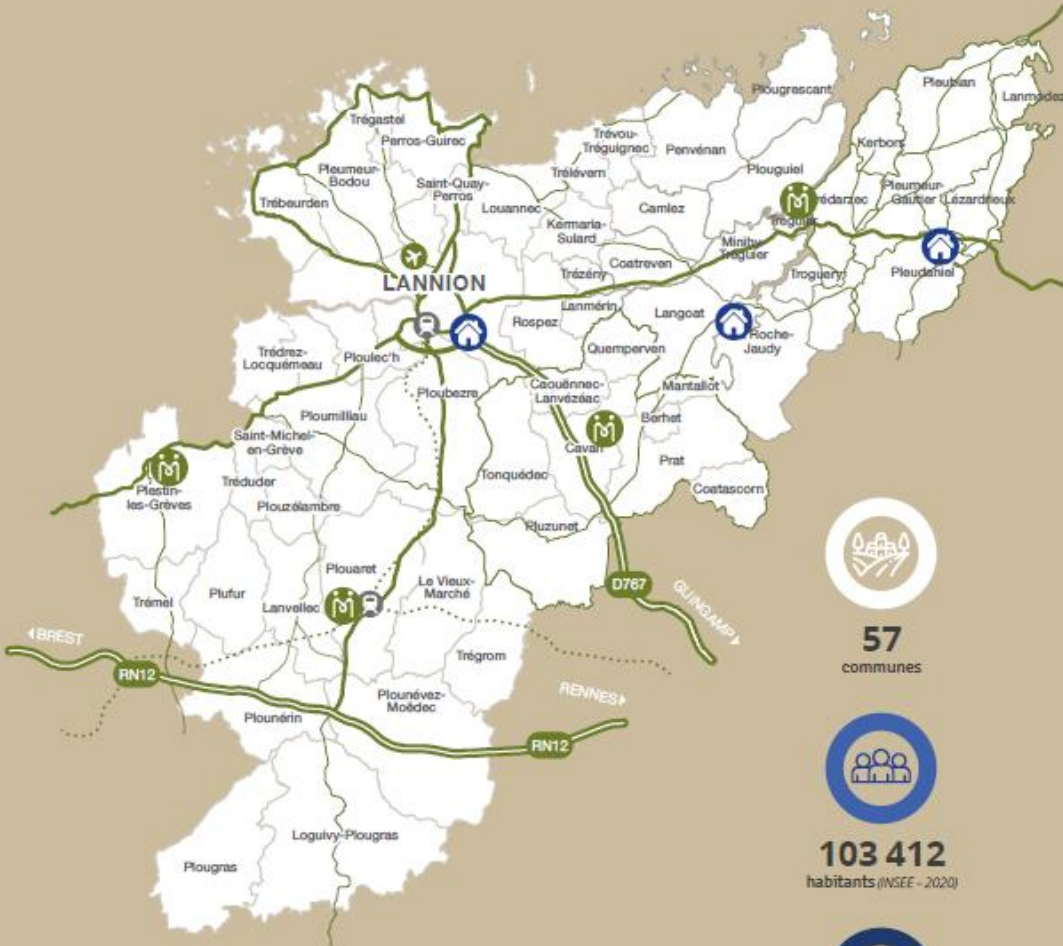 Plougrescant
Pleubian
Lanmodez
Trégastel
Perros-Guirec
Trévou-
Tréguignec
Penvénan
Kerbors
Pleumeur-
Bodou
Trélévern
Plouguiel
Saint-Quay-
Perros
Trébeurden
Louannec
Camlez
Trédarzec
Pleumeur-
Gautier
Lézardrieux
Kermaria-
Sulard
Tréguier
Minihy-
Tréguier
Coatreven
Trézény
Troguéry
Pleudaniel
LANNION
Lanmérin
Langoat
Rospez
Roche-
Jaudy
Quemperven
Trédrez-
Locquémeau
Ploulec'h
Ploubezre
Caouënnec-
Lanvézéac
Mantallot
Ploumilliau
Berhet
Saint-Michel-
en-Grève
Cavan
Prat
Tréduder
Tonquédec
Coatascorn
Plestin-
les-Grèves
Plouzélambre
Pluzunet
Plouaret
Le Vieux-
Marché
D767
GUINGAMP
Trémel
Plufur
Lanvellec
BREST
Trégrom
RN12
RENNES
Plounévez-
Moëdec
Plounérin
RN12
Loguivy-Plougras
Plougras
57
communes
103 412
habitants (INSEE - 2020)